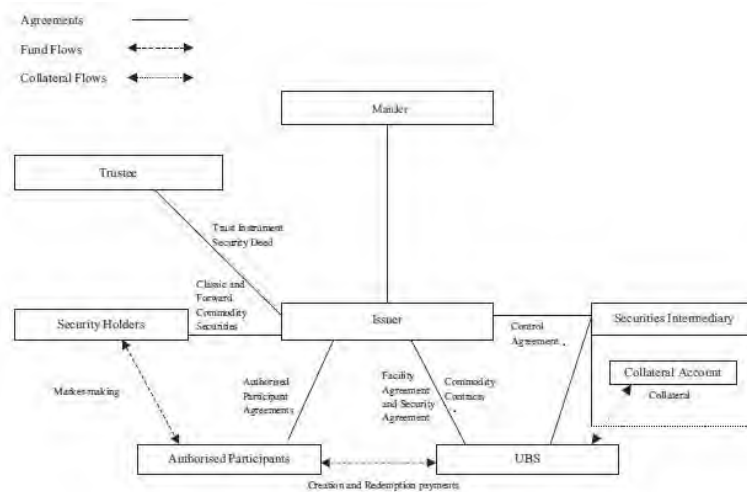 Agreements
Fund Flows
Collateral Flows
Trustee
Trust Instrument
Security Deed
Classic and
Forward
Commodity
Securities
Security Holders
Issuer
Control
Agreement
Securities Intermediary
Collateral Account
Collateral
Market-making
Authorised
Participant
Agreements
Facility
Agreement
and Security
Agreement
Commodity
Contracts
Authorised Participants
UBS
Creation and Redemption payments